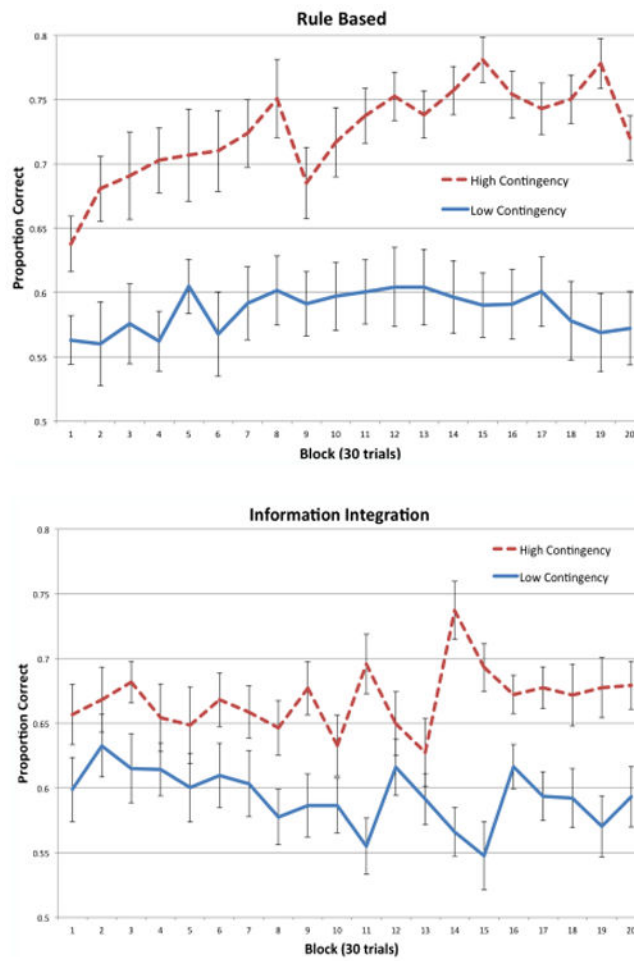 Rule Based
0.8
0.75
0.7
High Contingency
Low Contingency
0.65
0.6
0.55
0.5
Proportion Correct
1 2 3 4 5 6 7 8 9 10 11 12 13 14 15 16 17 18 19 20
Block (30 trials)
Information Integration
0.8
High Contingency
Low Contingency
0.75
0.7
0.65
0.6
0.55
0.5
Proportion Correct
1 2 3 4 5 6 7 8 9 10 11 12 13 14 15 16 17 18 19 20
Block (30 trials)